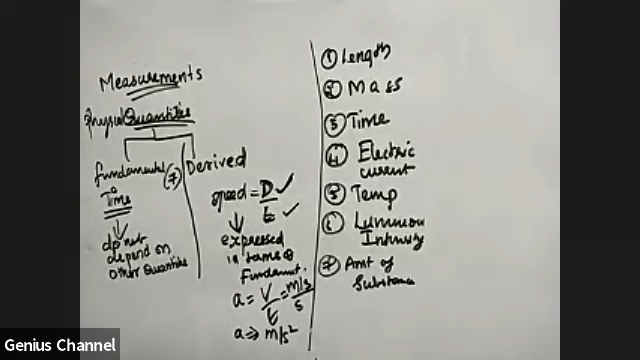 Measurements
Physical Quantities
Fundamental (7)
Time
do not
depend on
other Quantities
Derived
speed = D/t
expressed
in terms of
Fundament.
a = V/t = m/s/s
a ⇒ m/s²
① Length
② Mass
③ Time
④ Electric
current
⑤ Temp
⑥ Luminous
Intensity
⑦ Amt of
Substance
Genius Channel